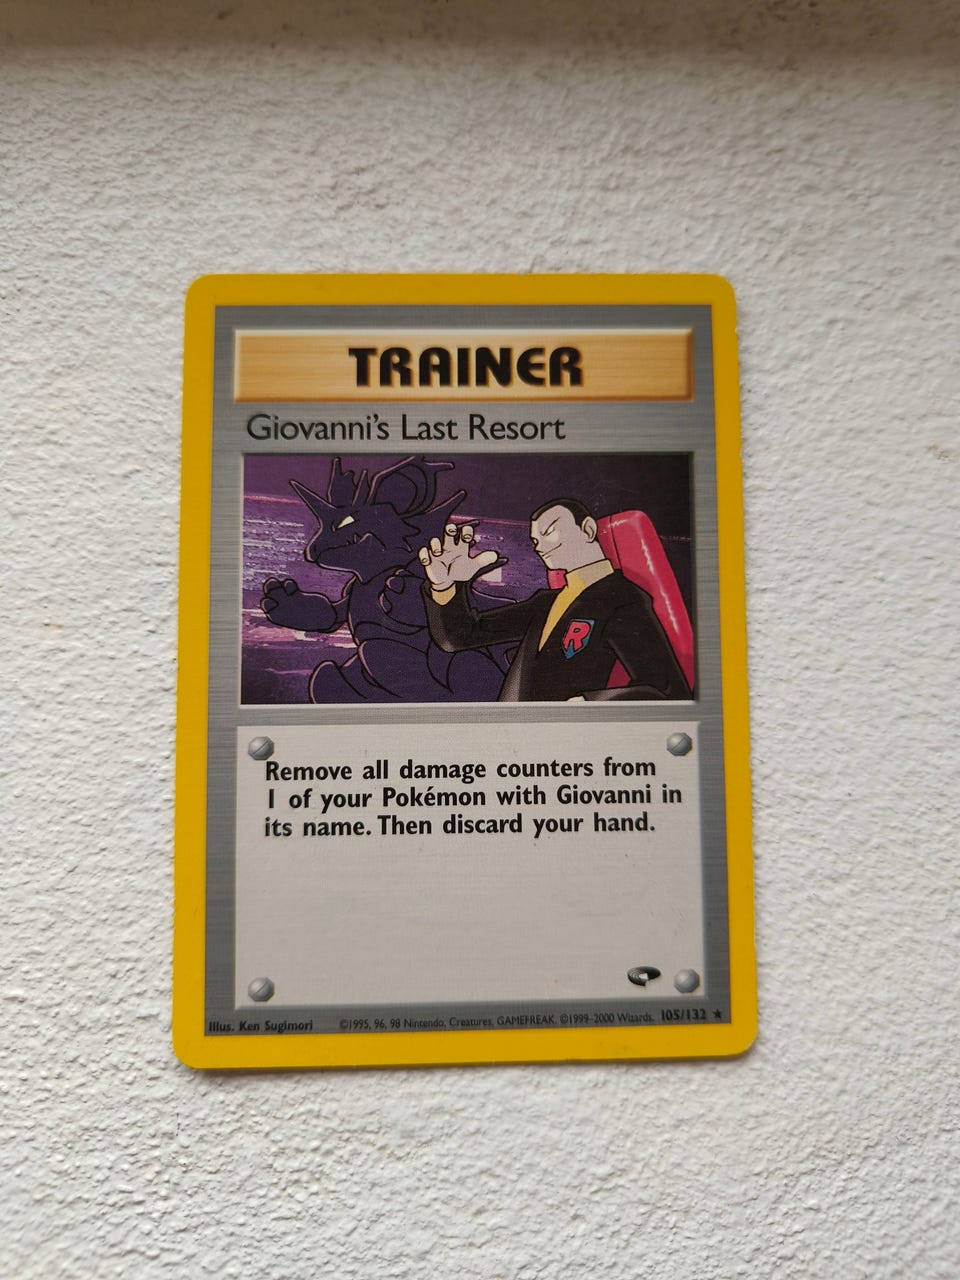 TRAINER
Giovanni's Last Resort
R
Remove all damage counters from
1 of your Pokémon with Giovanni in
its name. Then discard your hand.
Illus. Ken Sugimori ©1995, 96, 98 Nintendo, Creatures, GAMEFREAK. ©1999-2000 Wizards. 105/132 ★